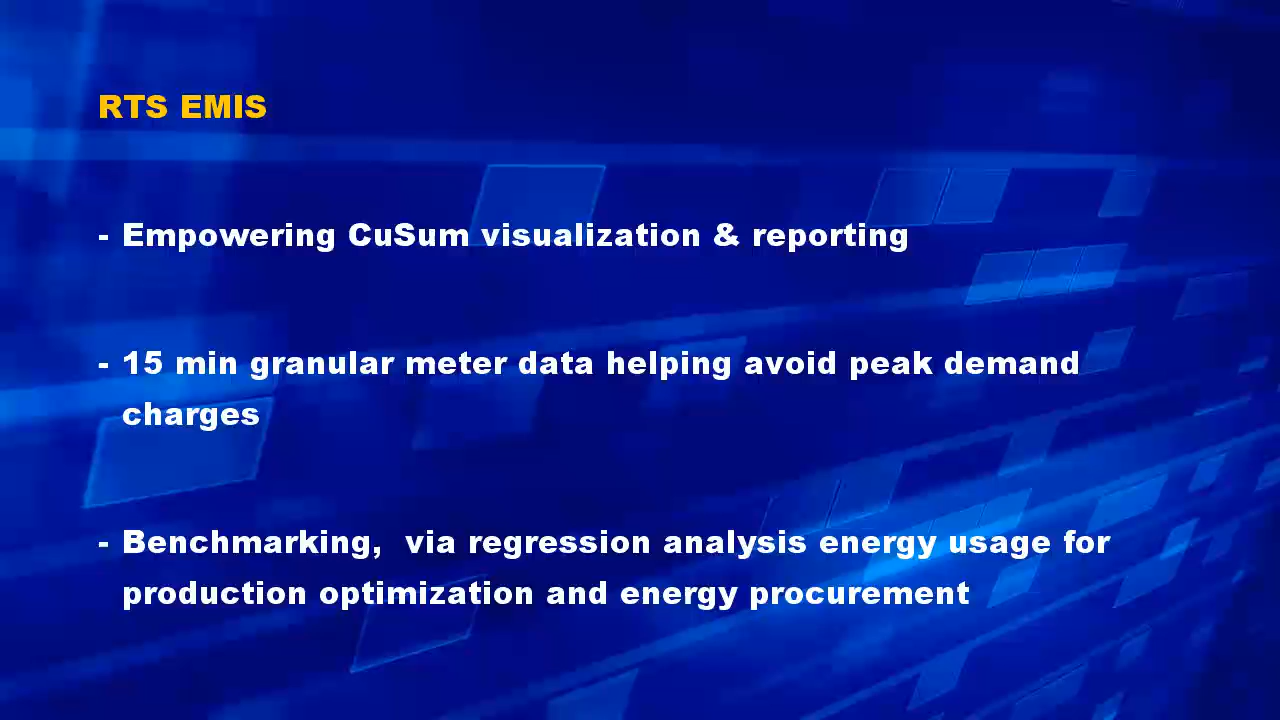 RTS EMIS
- Empowering CuSum visualization & reporting
- 15 min granular meter data helping avoid peak demand
charges
- Benchmarking,  via regression analysis energy usage for
production optimization and energy procurement